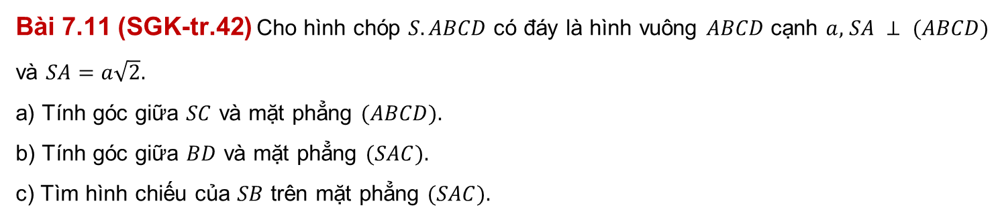 Bài 7.11 (SGK-tr.42) Cho hình chóp S.ABCD có đáy là hình vuông ABCD cạnh a, SA ⊥ (ABCD)
và SA = a√2.
a) Tính góc giữa SC và mặt phẳng (ABCD).
b) Tính góc giữa BD và mặt phẳng (SAC).
c) Tìm hình chiếu của SB trên mặt phẳng (SAC).